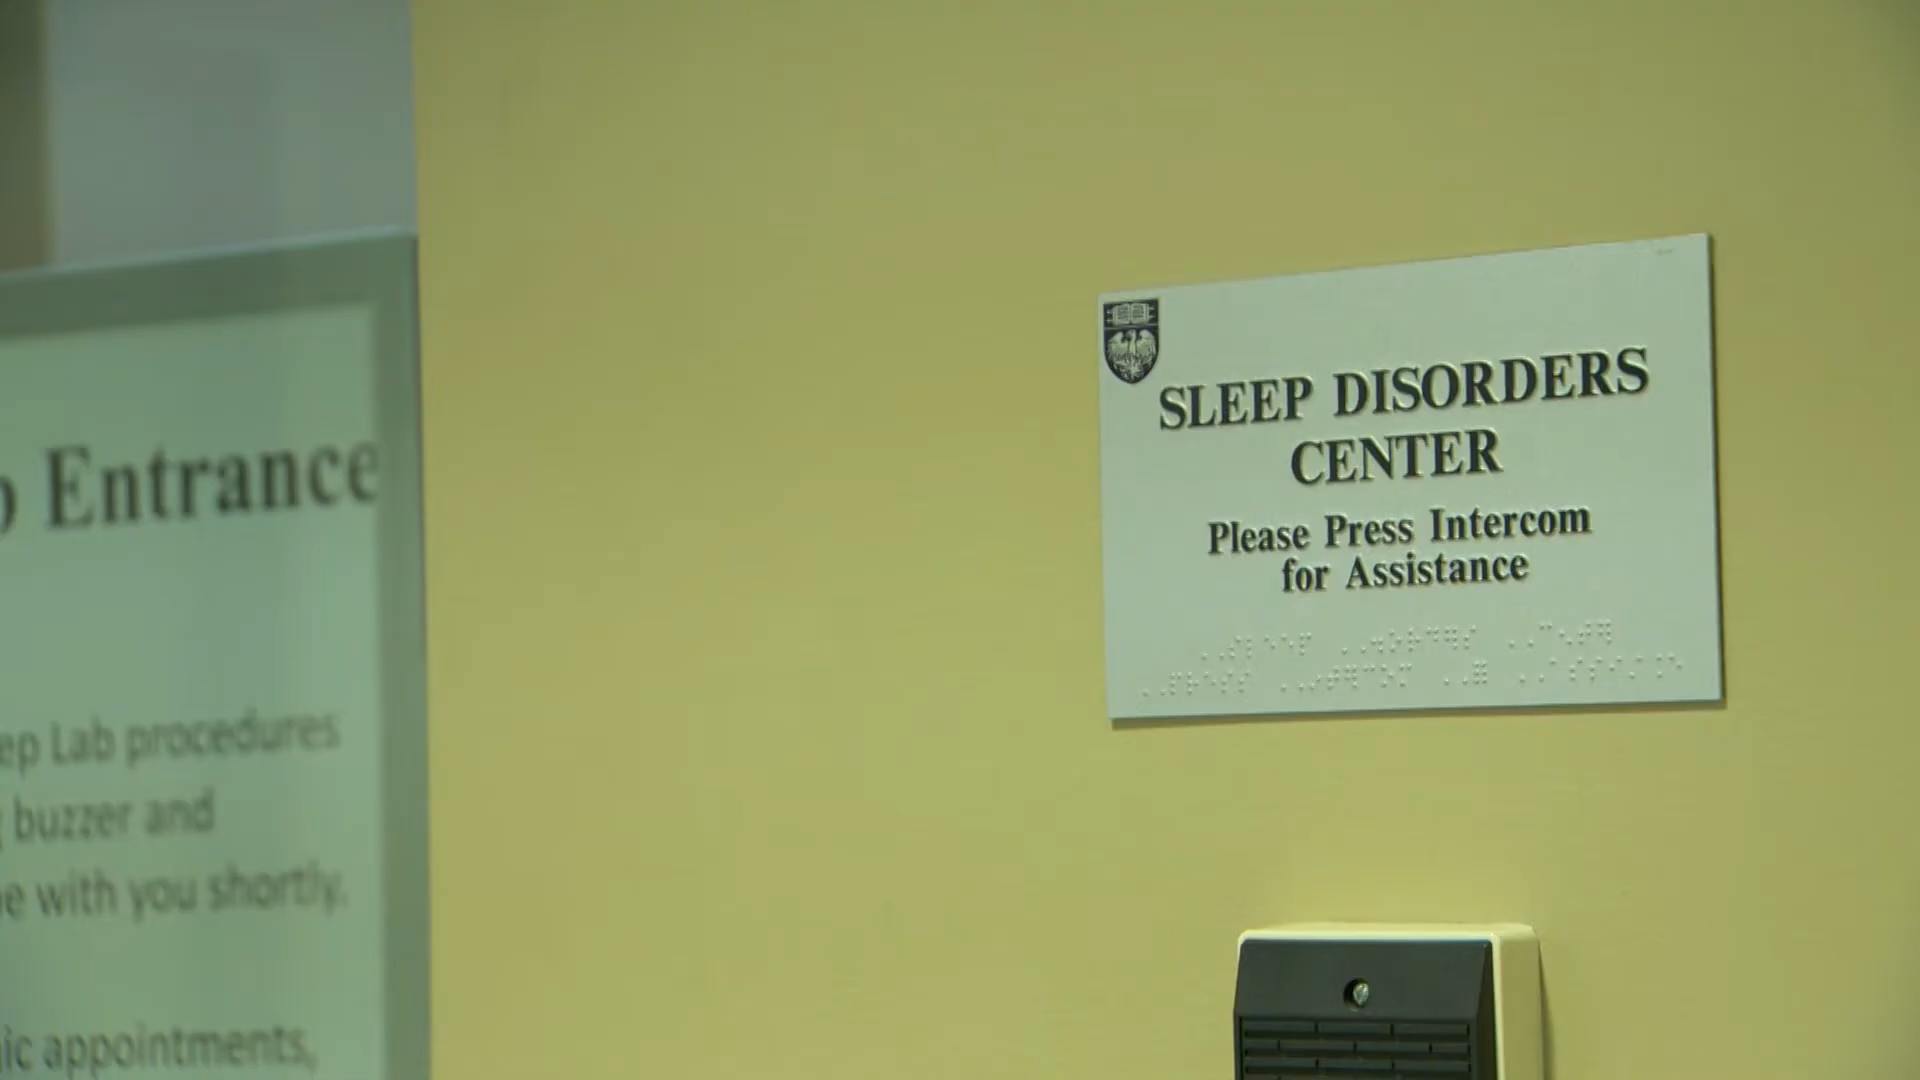 Entrance
Lab procedures
buzzer and
with you shortly.
appointments,
SLEEP DISORDERS
CENTER
Please Press Intercom
for Assistance